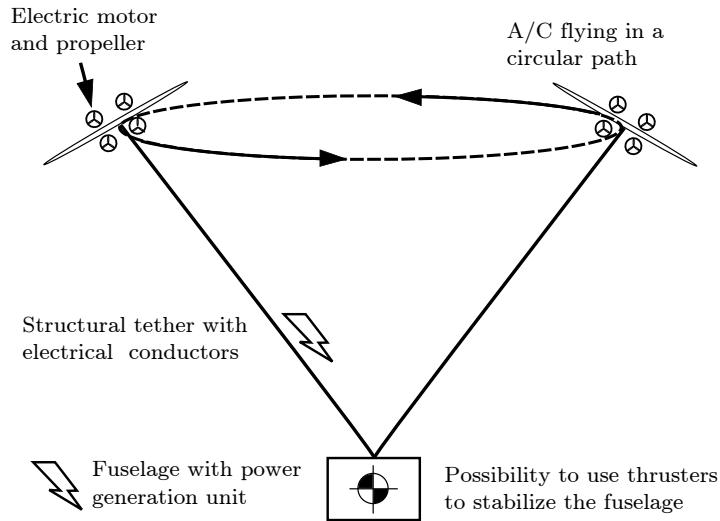 Electric motor
and propeller
A/C flying in a
circular path
Structural tether with
electrical conductors
Fuselage with power
generation unit
Possibility to use thrusters
to stabilize the fuselage